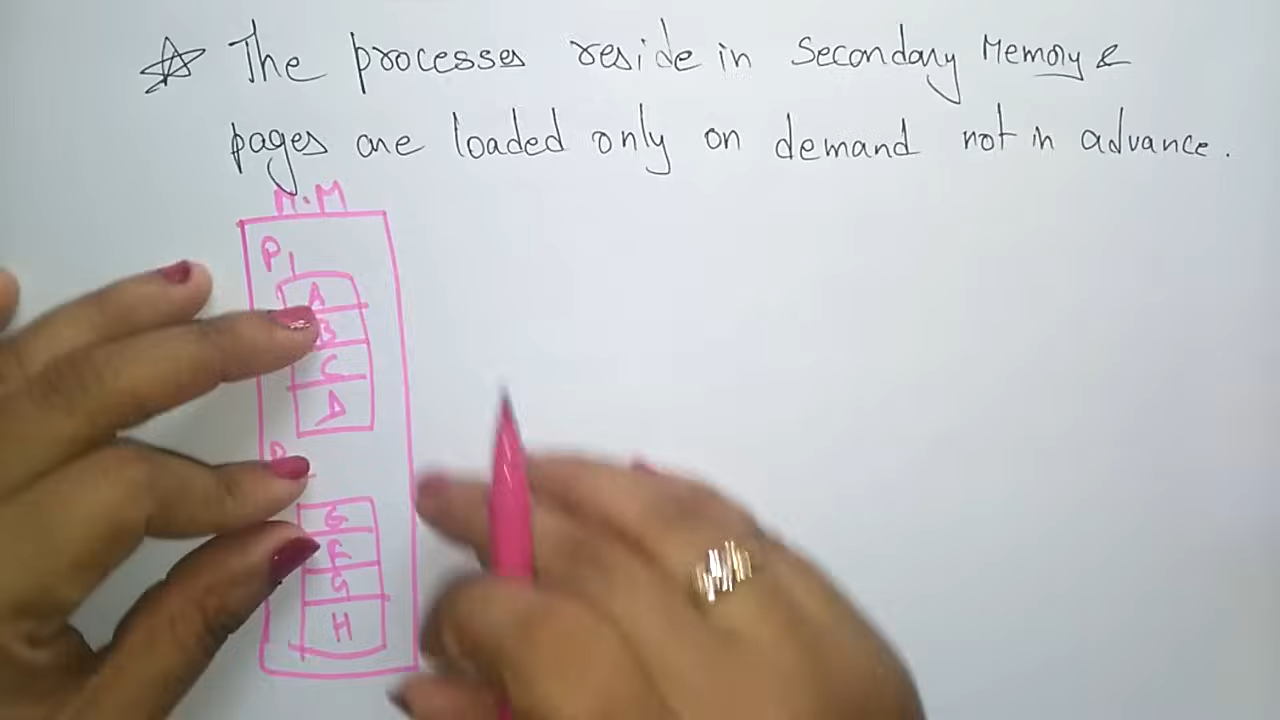 The processes reside in Secondary Memory &
pages are loaded only on demand not in advance.
M.M
P1
A
B
C
D
G
H